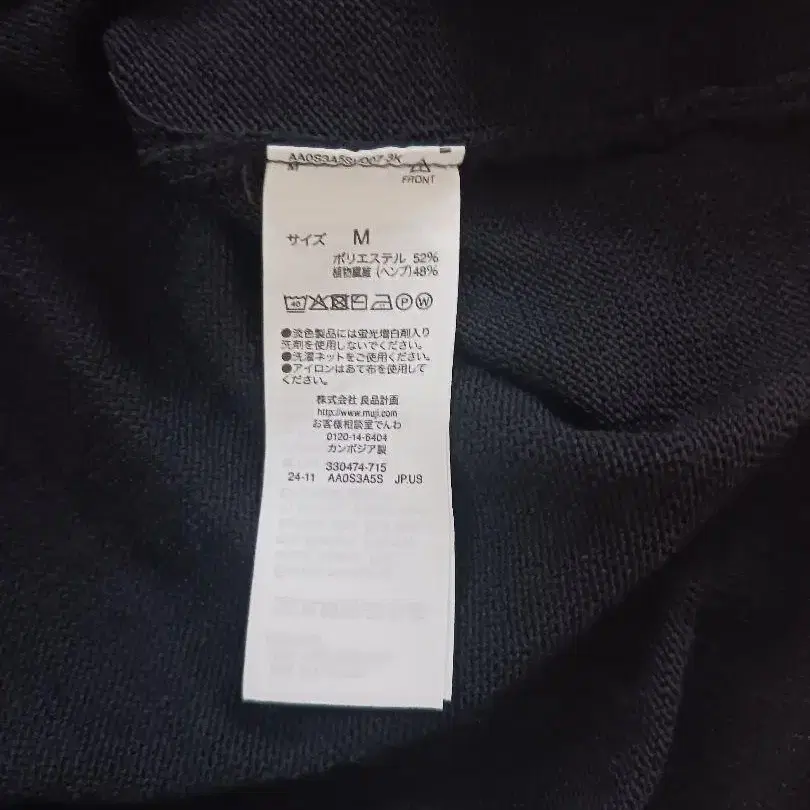 M
FRONT
サイズ M
ポリエステル 52%
植物繊維 (ヘンプ) 48%
40 P W
●淡色製品には蛍光増白剤入り
洗剤を使用しないでください。
●洗濯ネットをご使用ください。
●アイロンはあて布を使用して
ください。
株式会社 良品計画
http://www.muji.com
お客様相談室でんわ
0120-14-6404
カンボジア製
330474-715
24-11 AA0S3A5S JP.US